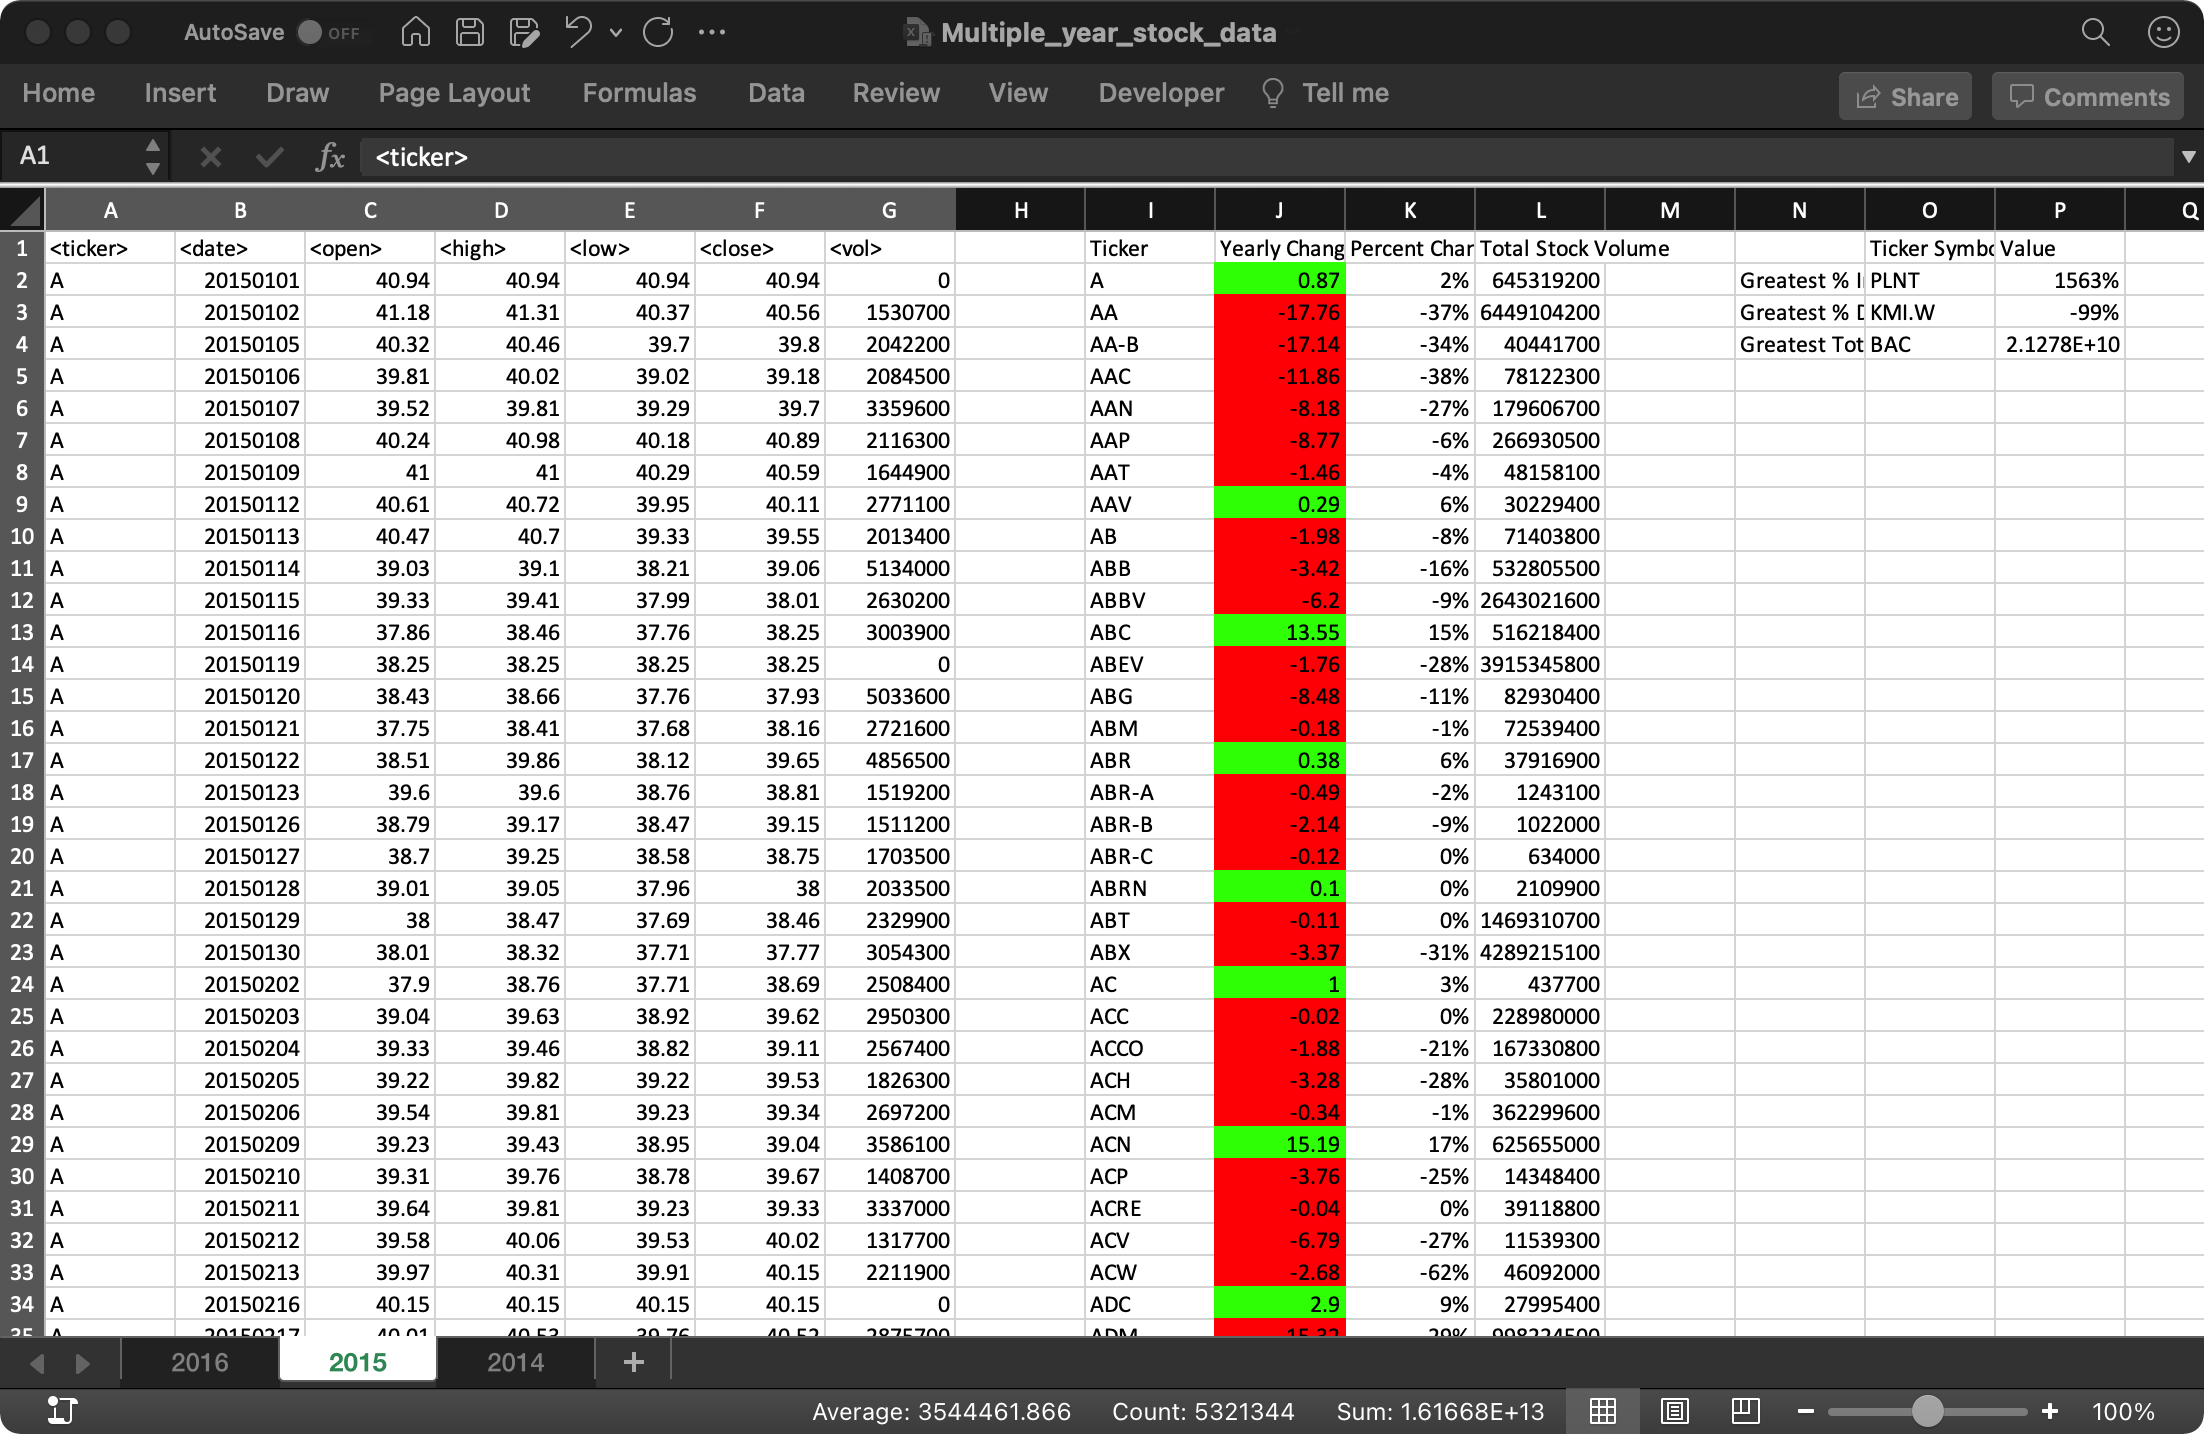 AutoSave OFF Multiple_year_stock_data
Home Insert Draw Page Layout Formulas Data Review View Developer Tell me Share Comments
A1 fx <ticker>
A B C D E F G H I J K L M N O P Q
1 <ticker> <date> <open> <high> <low> <close> <vol> Ticker Yearly Chang Percent Char Total Stock Volume Ticker Symbo Value
2 A 20150101 40.94 40.94 40.94 40.94 0 A 0.87 2% 645319200 Greatest % I PLNT 1563%
3 A 20150102 41.18 41.31 40.37 40.56 1530700 AA -17.76 -37% 6449104200 Greatest % D KMI.W -99%
4 A 20150105 40.32 40.46 39.7 39.8 2042200 AA-B -17.14 -34% 40441700 Greatest Tot BAC 2.1278E+10
5 A 20150106 39.81 40.02 39.02 39.18 2084500 AAC -11.86 -38% 78122300
6 A 20150107 39.52 39.81 39.29 39.7 3359600 AAN -8.18 -27% 179606700
7 A 20150108 40.24 40.98 40.18 40.89 2116300 AAP -8.77 -6% 266930500
8 A 20150109 41 41 40.29 40.59 1644900 AAT -1.46 -4% 48158100
9 A 20150112 40.61 40.72 39.95 40.11 2771100 AAV 0.29 6% 30229400
10 A 20150113 40.47 40.7 39.33 39.55 2013400 AB -1.98 -8% 71403800
11 A 20150114 39.03 39.1 38.21 39.06 5134000 ABB -3.42 -16% 532805500
12 A 20150115 39.33 39.41 37.99 38.01 2630200 ABBV -6.2 -9% 2643021600
13 A 20150116 37.86 38.46 37.76 38.25 3003900 ABC 13.55 15% 516218400
14 A 20150119 38.25 38.25 38.25 38.25 0 ABEV -1.76 -28% 3915345800
15 A 20150120 38.43 38.66 37.76 37.93 5033600 ABG -8.48 -11% 82930400
16 A 20150121 37.75 38.41 37.68 38.16 2721600 ABM -0.18 -1% 72539400
17 A 20150122 38.51 39.86 38.12 39.65 4856500 ABR 0.38 6% 37916900
18 A 20150123 39.6 39.6 38.76 38.81 1519200 ABR-A -0.49 -2% 1243100
19 A 20150126 38.79 39.17 38.47 39.15 1511200 ABR-B -2.14 -9% 1022000
20 A 20150127 38.7 39.25 38.58 38.75 1703500 ABR-C -0.12 0% 634000
21 A 20150128 39.01 39.05 37.96 38 2033500 ABRN 0.1 0% 2109900
22 A 20150129 38 38.47 37.69 38.46 2329900 ABT -0.11 0% 1469310700
23 A 20150130 38.01 38.32 37.71 37.77 3054300 ABX -3.37 -31% 4289215100
24 A 20150202 37.9 38.76 37.71 38.69 2508400 AC 1 3% 437700
25 A 20150203 39.04 39.63 38.92 39.62 2950300 ACC -0.02 0% 228980000
26 A 20150204 39.33 39.46 38.82 39.11 2567400 ACCO -1.88 -21% 167330800
27 A 20150205 39.22 39.82 39.22 39.53 1826300 ACH -3.28 -28% 35801000
28 A 20150206 39.54 39.81 39.23 39.34 2697200 ACM -0.34 -1% 362299600
29 A 20150209 39.23 39.43 38.95 39.04 3586100 ACN 15.19 17% 625655000
30 A 20150210 39.31 39.76 38.78 39.67 1408700 ACP -3.76 -25% 14348400
31 A 20150211 39.64 39.81 39.23 39.33 3337000 ACRE -0.04 0% 39118800
32 A 20150212 39.58 40.06 39.53 40.02 1317700 ACV -6.79 -27% 11539300
33 A 20150213 39.97 40.31 39.91 40.15 2211900 ACW -2.68 -62% 46092000
34 A 20150216 40.15 40.15 40.15 40.15 0 ADC 2.9 9% 27995400
2016 2015 2014 +
Average: 3544461.866 Count: 5321344 Sum: 1.61668E+13 100%